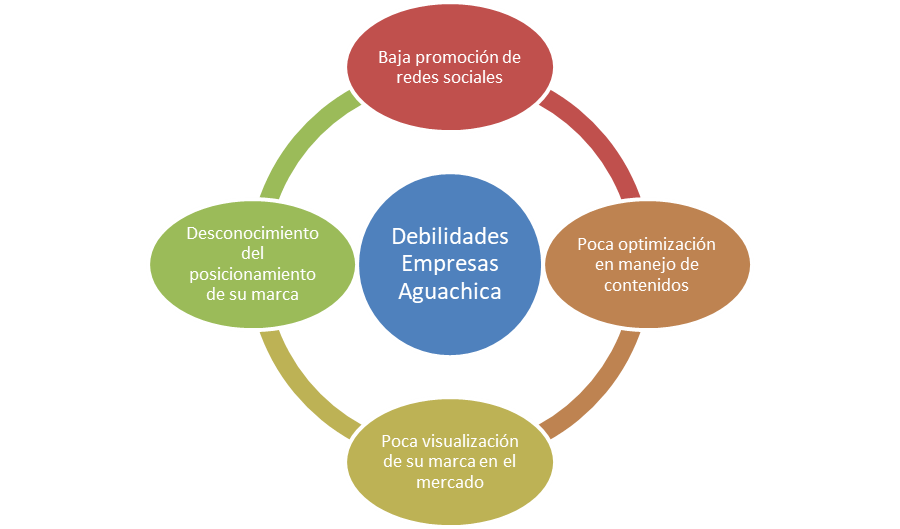 Baja promoción de
redes sociales
Desconocimiento
del
posicionamiento
de su marca
Debilidades
Empresas
Aguachica
Poca optimización
en manejo de
contenidos
Poca visualización
de su marca en el
mercado